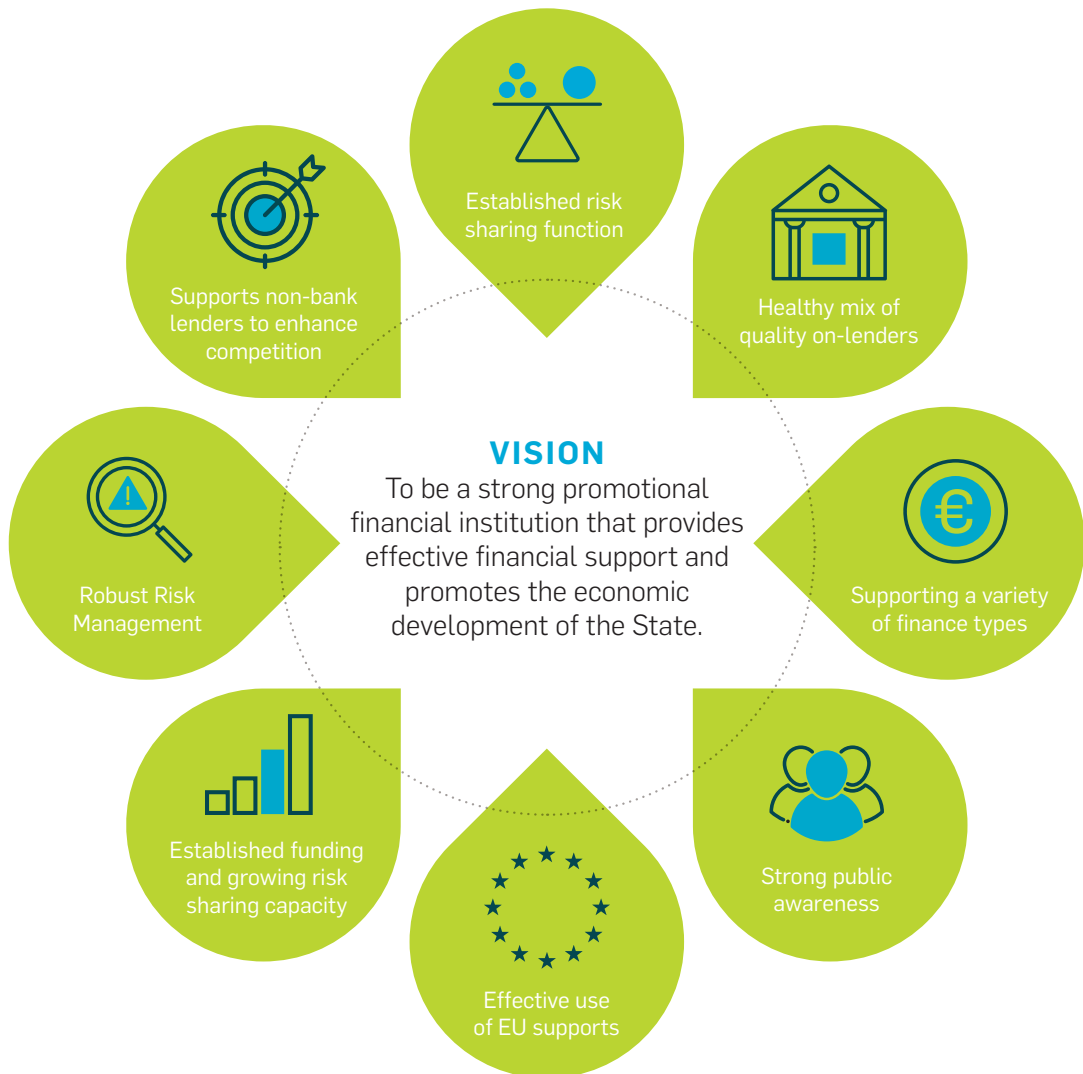 Established risk
sharing function
Healthy mix of
quality on-lenders
Supporting a variety
of finance types
Strong public
awareness
Effective use
of EU supports
Established funding
and growing risk
sharing capacity
Robust Risk
Management
Supports non-bank
lenders to enhance
competition
VISION
To be a strong promotional
financial institution that provides
effective financial support and
promotes the economic
development of the State.
€
!